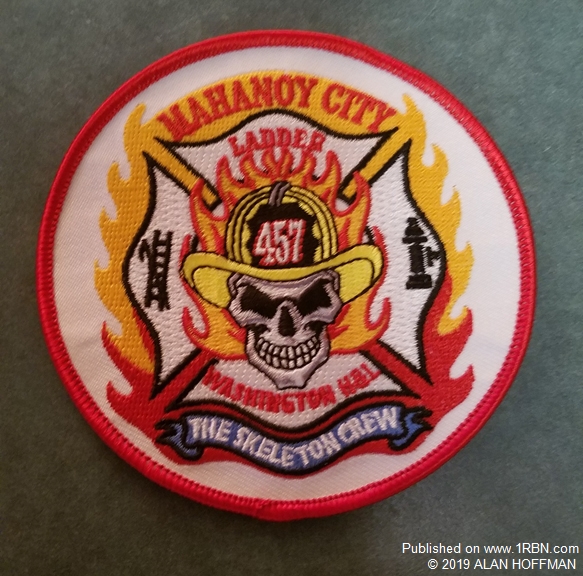 MAHANOY CITY
LADDER
457
WASHINGTON H&L
THE SKELETON CREW
Published on www.1RBN.com
© 2019 ALAN HOFFMAN